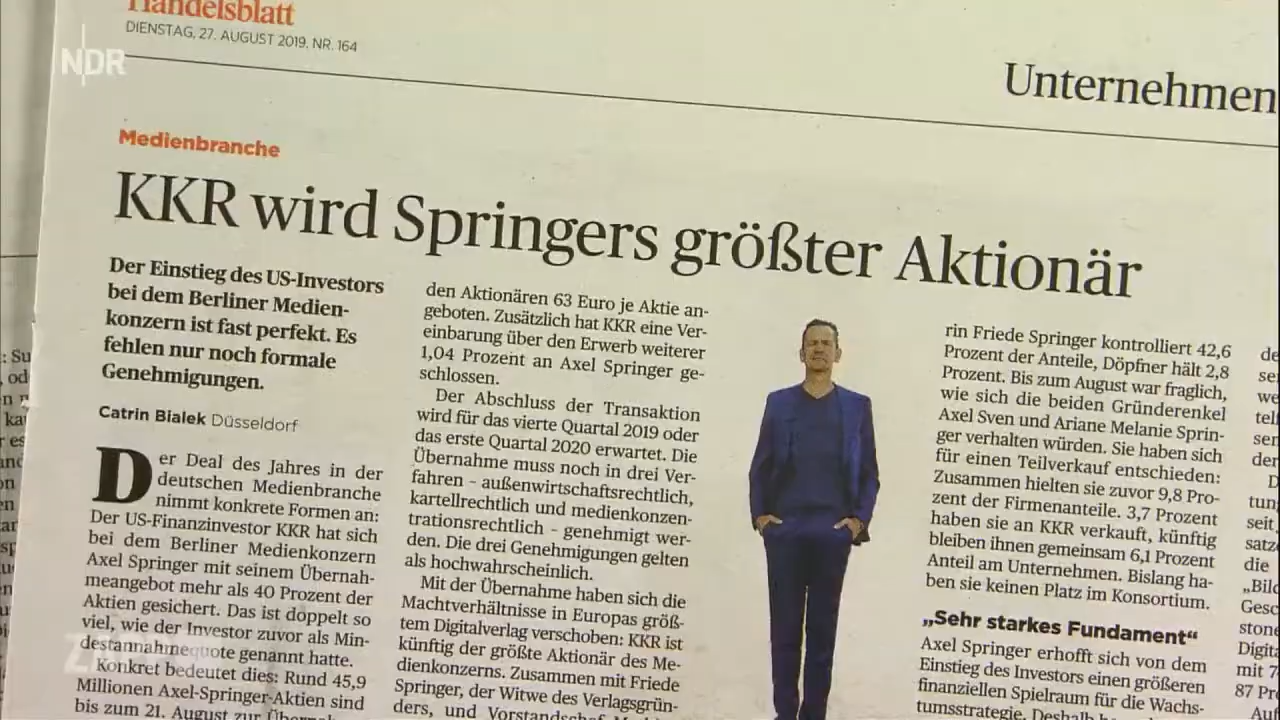 Handelsblatt
DIENSTAG, 27. AUGUST 2019, NR. 164
NDR
Unternehmen
Medienbranche
KKR wird Springers größter Aktionär
Der Einstieg des US-Investors
bei dem Berliner Medien-
konzern ist fast perfekt. Es
fehlen nur noch formale
Genehmigungen.
Catrin Bialek Düsseldorf
Der Deal des Jahres in der
deutschen Medienbranche
nimmt konkrete Formen an:
Der US-Finanzinvestor KKR hat sich
bei dem Berliner Medienkonzern
Axel Springer mit seinem Übernah-
meangebot mehr als 40 Prozent der
Aktien gesichert. Das ist doppelt so
viel, wie der Investor zuvor als Min-
destannahmequote genannt hatte.
Konkret bedeutet dies: Rund 45,9
Millionen Axel-Springer-Aktien sind
bis zum 21. August zur
den Aktionären 63 Euro je Aktie an-
geboten. Zusätzlich hat KKR eine Ver-
einbarung über den Erwerb weiterer
1,04 Prozent an Axel Springer ge-
schlossen.
Der Abschluss der Transaktion
wird für das vierte Quartal 2019 oder
das erste Quartal 2020 erwartet. Die
Übernahme muss noch in drei Ver-
fahren – außenwirtschaftsrechtlich,
kartellrechtlich und medienkonzen-
trationsrechtlich – genehmigt wer-
den. Die drei Genehmigungen gelten
als hochwahrscheinlich.
Mit der Übernahme haben sich die
Machtverhältnisse in Europas größ-
tem Digitalverlag verschoben: KKR ist
künftig der größte Aktionär des Me-
dienkonzerns. Zusammen mit Friede
Springer, der Witwe des Verlagsgrün-
ders, und
rin Friede Springer kontrolliert 42,6
Prozent der Anteile, Döpfner hält 2,8
Prozent. Bis zum August war fraglich,
wie sich die beiden Gründerenkel
Axel Sven und Ariane Melanie Sprin-
ger verhalten würden. Sie haben sich
für einen Teilverkauf entschieden:
Zusammen hielten sie zuvor 9,8 Pro-
zent der Firmenanteile. 3,7 Prozent
haben sie an KKR verkauft, künftig
bleiben ihnen gemeinsam 6,1 Prozent
Anteil am Unternehmen. Bislang ha-
ben sie keinen Platz im Konsortium.
„Sehr starkes Fundament“
Axel Springer erhofft sich von dem
Einstieg des Investors einen größeren
finanziellen Spielraum für die Wachs-
tumsstrategie. Deshalb